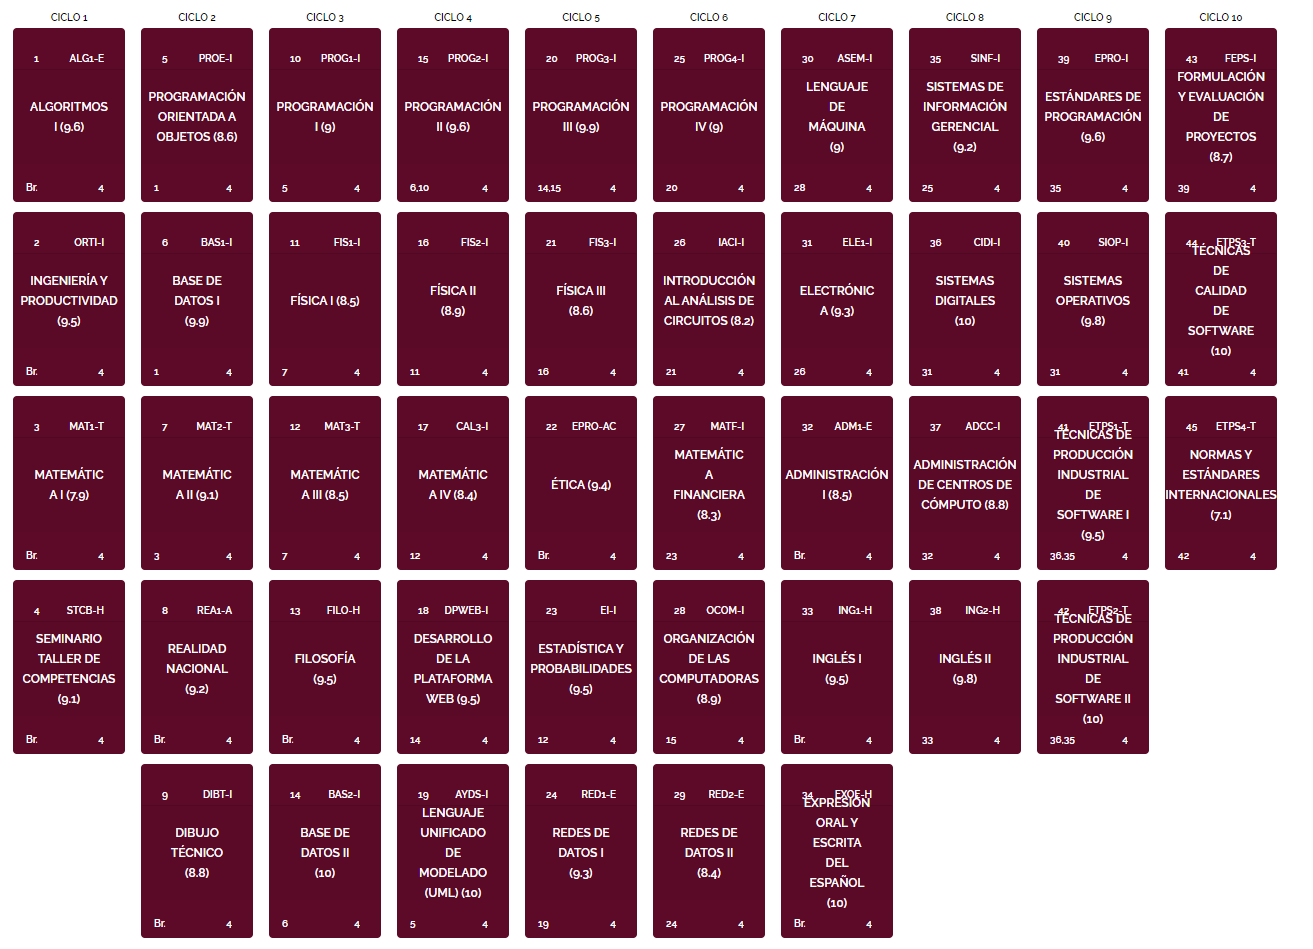 CICLO 1
CICLO 2
CICLO 3
CICLO 4
CICLO 5
CICLO 6
CICLO 7
CICLO 8
CICLO 9
CICLO 10
1 ALG1-E
ALGORITMOS
I (9.6)
Br. 4
5 PROE-I
PROGRAMACIÓN
ORIENTADA A
OBJETOS (8.6)
1 4
10 PROG1-I
PROGRAMACIÓN
I (9)
5 4
15 PROG2-I
PROGRAMACIÓN
II (9.6)
6,10 4
20 PROG3-I
PROGRAMACIÓN
III (9.9)
14,15 4
25 PROG4-I
PROGRAMACIÓN
IV (9)
20 4
30 ASEM-I
LENGUAJE
DE
MÁQUINA
(9)
28 4
35 SINF-I
SISTEMAS DE
INFORMACIÓN
GERENCIAL
(9.2)
25 4
39 EPRO-I
ESTÁNDARES DE
PROGRAMACIÓN
(9.6)
35 4
43 FEPS-I
FORMULACIÓN
Y EVALUACIÓN
DE
PROYECTOS
(8.7)
39 4
2 ORTI-I
INGENIERÍA Y
PRODUCTIVIDAD
(9.5)
Br. 4
6 BAS1-I
BASE DE
DATOS I
(9.9)
1 4
11 FIS1-I
FÍSICA I (8.5)
7 4
16 FIS2-I
FÍSICA II
(8.9)
11 4
21 FIS3-I
FÍSICA III
(8.6)
16 4
26 IACI-I
INTRODUCCIÓN
AL ANÁLISIS DE
CIRCUITOS (8.2)
21 4
31 ELE1-I
ELECTRÓNIC
A (9.3)
26 4
36 CIDI-I
SISTEMAS
DIGITALES
(10)
31 4
40 SIOP-I
SISTEMAS
OPERATIVOS
(9.8)
31 4
44 ETPS3-T
TÉCNICAS
DE
CALIDAD
DE
SOFTWARE
(10)
41 4
3 MAT1-T
MATEMÁTIC
A I (7.9)
Br. 4
7 MAT2-T
MATEMÁTIC
A II (9.1)
3 4
12 MAT3-T
MATEMÁTIC
A III (8.5)
7 4
17 CAL3-I
MATEMÁTIC
A IV (8.4)
12 4
22 EPRO-AC
ÉTICA (9.4)
Br. 4
27 MATF-I
MATEMÁTIC
A
FINANCIERA
(8.3)
23 4
32 ADM1-E
ADMINISTRACIÓN
I (8.5)
Br. 4
37 ADCC-I
ADMINISTRACIÓN
DE CENTROS DE
CÓMPUTO (8.8)
32 4
41 ETPS1-T
TÉCNICAS DE
PRODUCCIÓN
INDUSTRIAL
DE
SOFTWARE I
(9.5)
36,35 4
45 ETPS4-T
NORMAS Y
ESTÁNDARES
INTERNACIONALES
(7.1)
42 4
4 STCB-H
SEMINARIO
TALLER DE
COMPETENCIAS
(9.1)
Br. 4
8 REA1-A
REALIDAD
NACIONAL
(9.2)
Br. 4
13 FILO-H
FILOSOFÍA
(9.5)
Br. 4
18 DPWEB-I
DESARROLLO
DE LA
PLATAFORMA
WEB (9.5)
14 4
23 EI-I
ESTADÍSTICA Y
PROBABILIDADES
(9.5)
12 4
28 OCOM-I
ORGANIZACIÓN
DE LAS
COMPUTADORAS
(8.9)
15 4
33 ING1-H
INGLÉS I
(9.5)
Br. 4
38 ING2-H
INGLÉS II
(9.8)
33 4
42 ETPS2-T
TÉCNICAS DE
PRODUCCIÓN
INDUSTRIAL
DE
SOFTWARE II
(10)
36,35 4
9 DIBT-I
DIBUJO
TÉCNICO
(8.8)
Br. 4
14 BAS2-I
BASE DE
DATOS II
(10)
6 4
19 AYDS-I
LENGUAJE
UNIFICADO
DE
MODELADO
(UML) (10)
5 4
24 RED1-E
REDES DE
DATOS I
(9.3)
19 4
29 RED2-E
REDES DE
DATOS II
(8.4)
24 4
34 EXOE-H
EXPRESIÓN
ORAL Y
ESCRITA
DEL
ESPAÑOL
(10)
Br. 4